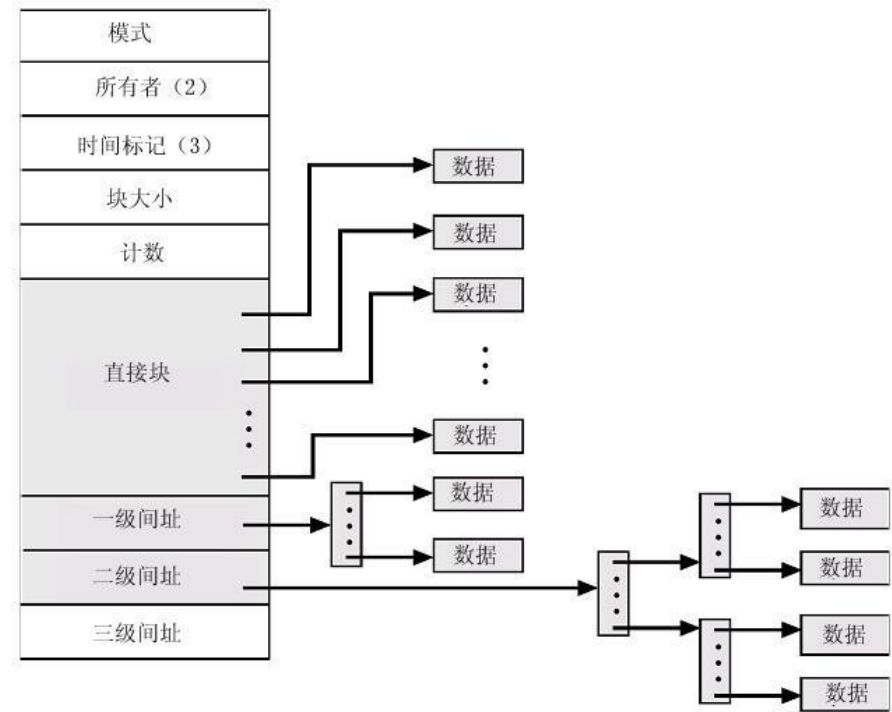 模式
所有者（2）
时间标记（3）
块大小
计数
直接块
一级间址
二级间址
三级间址
数据
数据
数据
数据
数据
数据
数据
数据
数据
数据